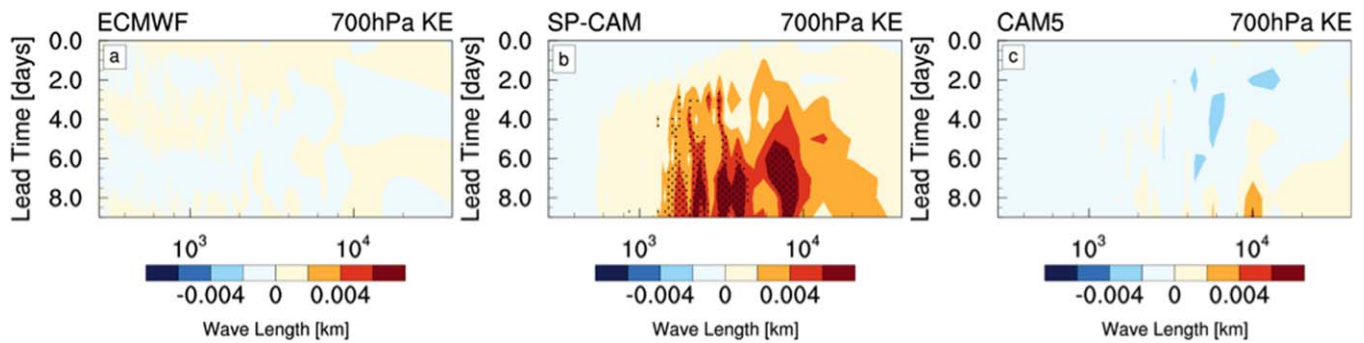 ECMWF 700hPa KE SP-CAM 700hPa KE CAM5 700hPa KE
a b c
Lead Time [days] Lead Time [days] Lead Time [days]
0.0 0.0 0.0
2.0 2.0 2.0
4.0 4.0 4.0
6.0 6.0 6.0
8.0 8.0 8.0
10³ 10⁴ 10³ 10⁴ 10³ 10⁴
-0.004 0 0.004 -0.004 0 0.004 -0.004 0 0.004
Wave Length [km] Wave Length [km] Wave Length [km]